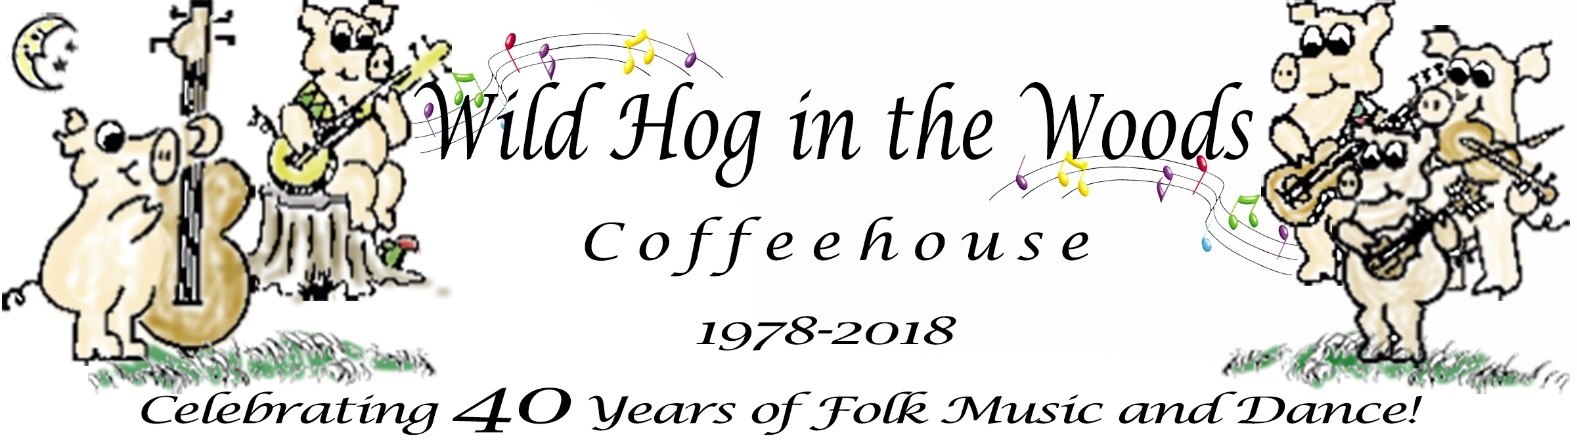 Wild Hog in the Woods
Coffeehouse
1978-2018
Celebrating 40 Years of Folk Music and Dance!